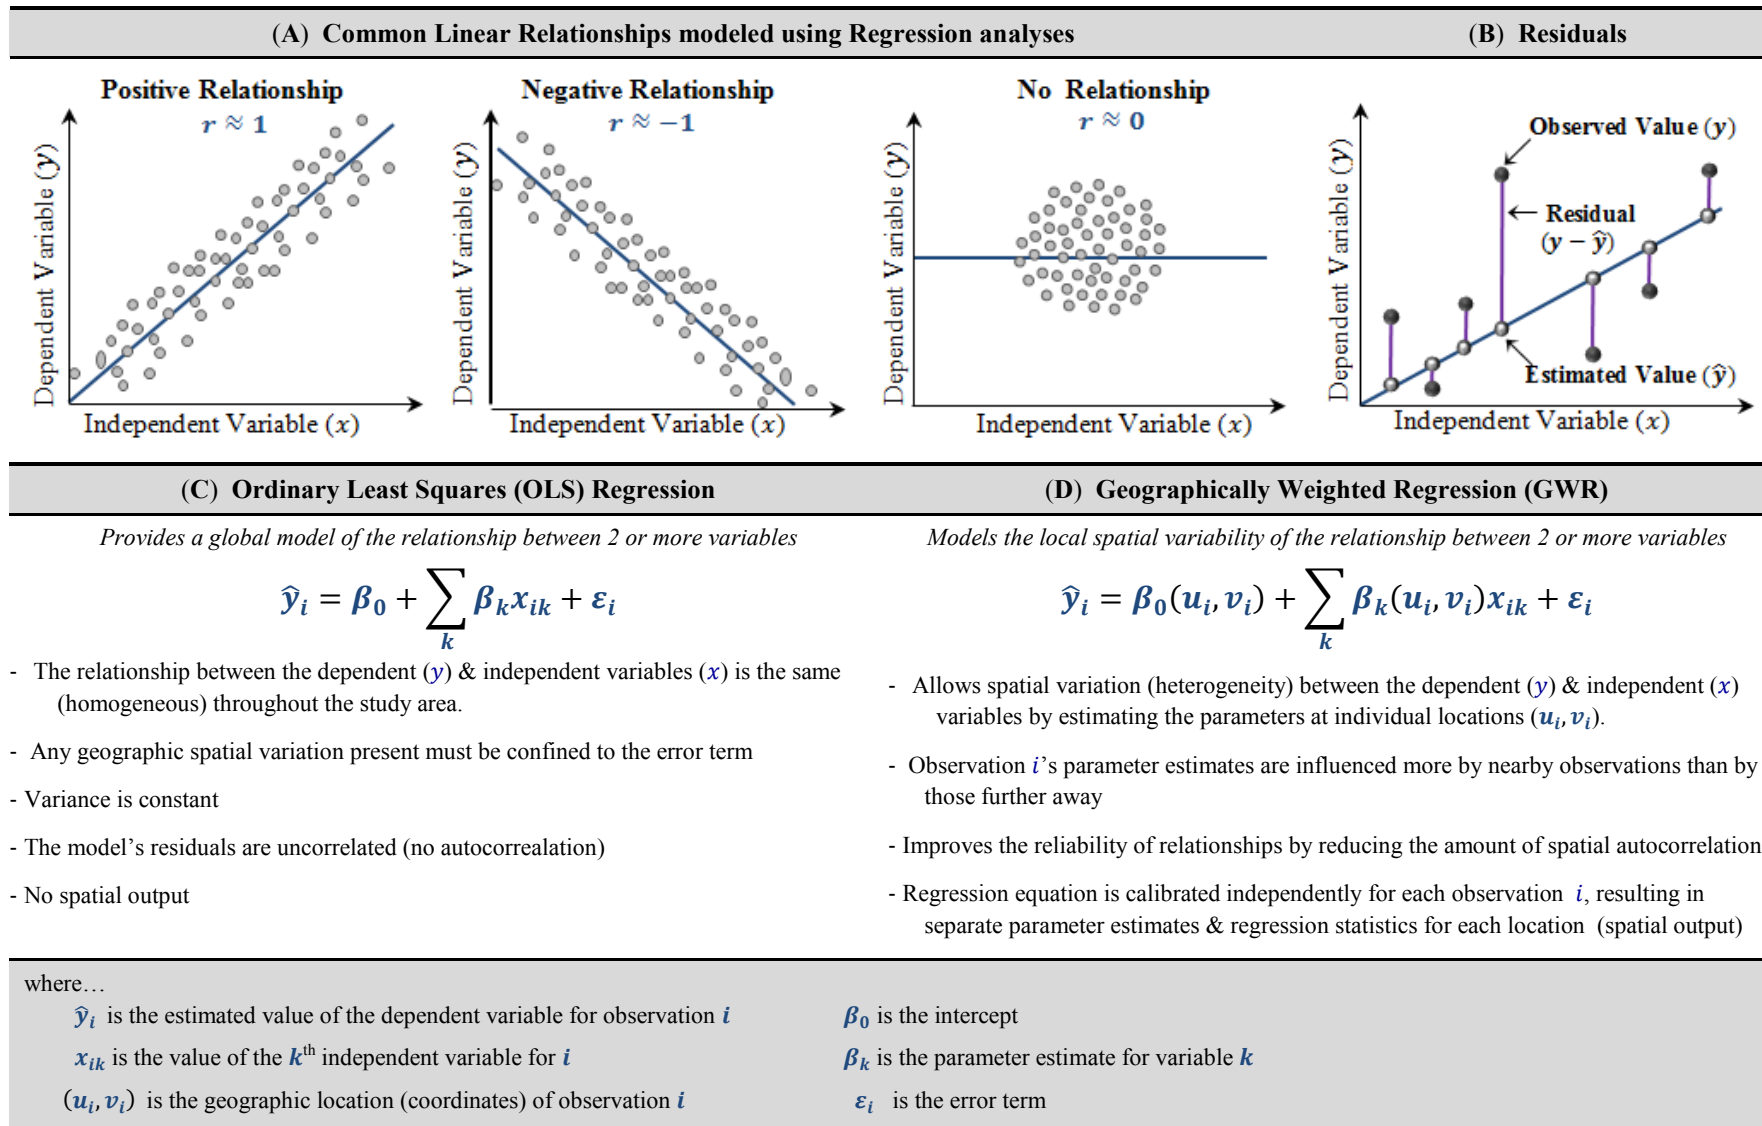 (A) Common Linear Relationships modeled using Regression analyses
(B) Residuals
Positive Relationship
r ≈ 1
Dependent Variable (y)
Independent Variable (x)
Negative Relationship
r ≈ −1
Dependent Variable (y)
Independent Variable (x)
No Relationship
r ≈ 0
Dependent Variable (y)
Independent Variable (x)
Observed Value (y)
Residual
(y − ŷ)
Estimated Value (ŷ)
Dependent Variable (y)
Independent Variable (x)
(C) Ordinary Least Squares (OLS) Regression
Provides a global model of the relationship between 2 or more variables
ŷᵢ = β₀ + ∑ₖ βₖxᵢₖ + εᵢ
- The relationship between the dependent (y) & independent variables (x) is the same
(homogeneous) throughout the study area.
- Any geographic spatial variation present must be confined to the error term
- Variance is constant
- The model’s residuals are uncorrelated (no autocorrealation)
- No spatial output
(D) Geographically Weighted Regression (GWR)
Models the local spatial variability of the relationship between 2 or more variables
ŷᵢ = β₀(uᵢ, vᵢ) + ∑ₖ βₖ(uᵢ, vᵢ)xᵢₖ + εᵢ
- Allows spatial variation (heterogeneity) between the dependent (y) & independent (x)
variables by estimating the parameters at individual locations (uᵢ, vᵢ).
- Observation i’s parameter estimates are influenced more by nearby observations than by
those further away
- Improves the reliability of relationships by reducing the amount of spatial autocorrelation
- Regression equation is calibrated independently for each observation i, resulting in
separate parameter estimates & regression statistics for each location (spatial output)
where…
ŷᵢ is the estimated value of the dependent variable for observation i
xᵢₖ is the value of the kᵗʰ independent variable for i
(uᵢ, vᵢ) is the geographic location (coordinates) of observation i
β₀ is the intercept
βₖ is the parameter estimate for variable k
εᵢ is the error term